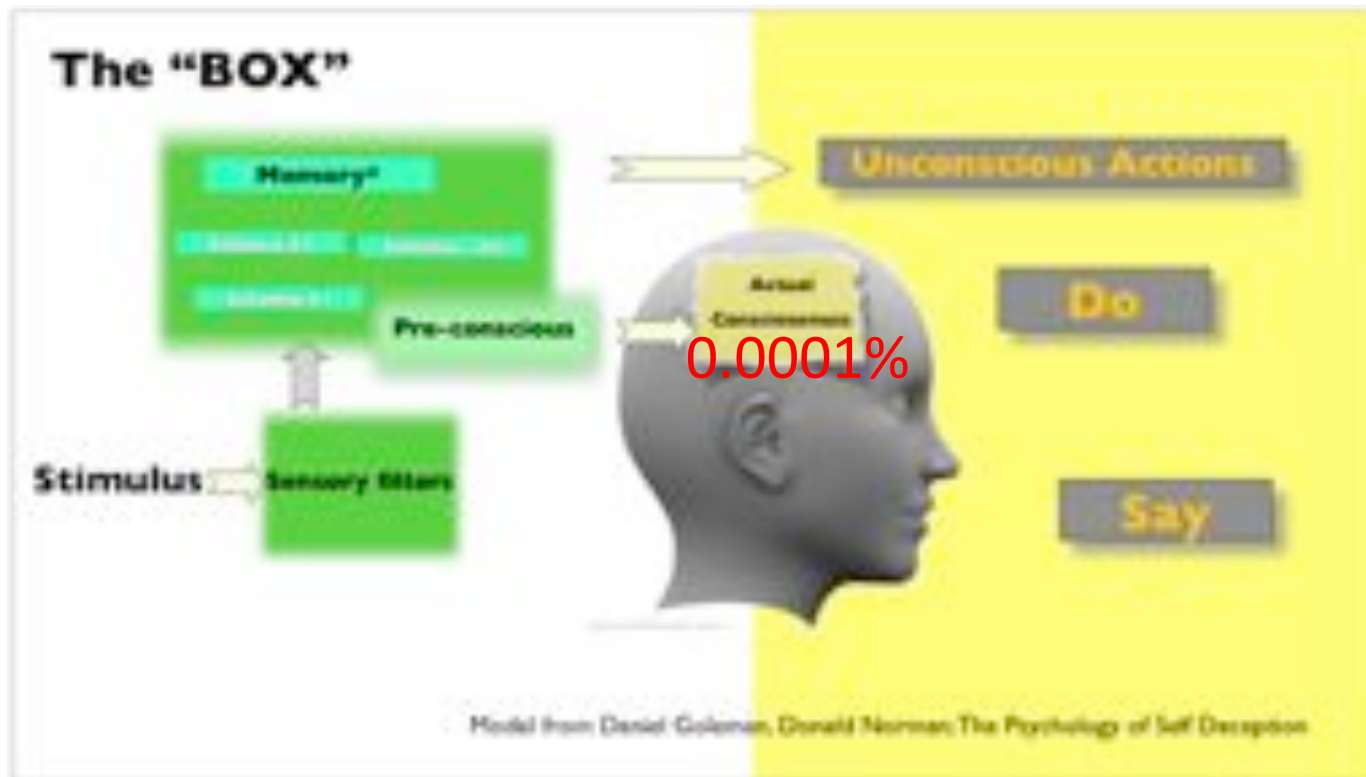 The “BOX”
Memory*
Unconscious Actions
Pre-conscious
Actual
Consciousness
0.0001%
Do
Stimulus
Sensory filters
Say
Model from Daniel Goleman, Donald Norman; The Psychology of Self Deception